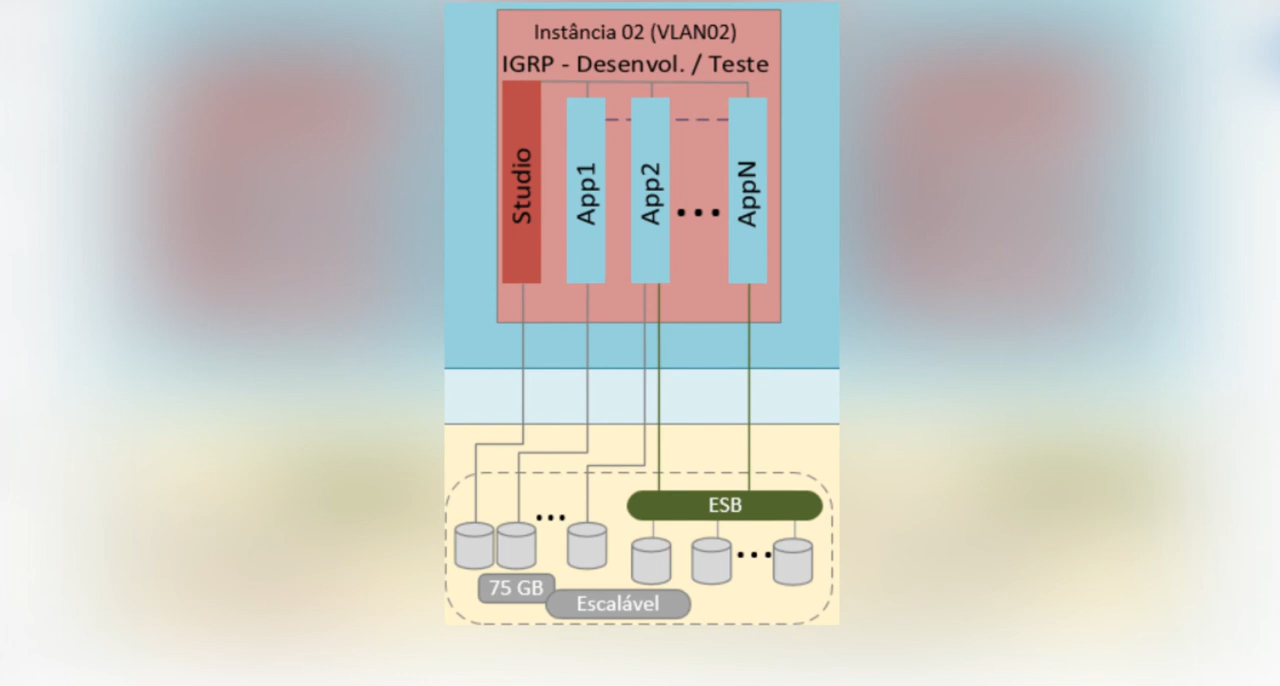 Instância 02 (VLAN02)
IGRP - Desenvol. / Teste
Studio
App1
App2
...
AppN
ESB
...
...
75 GB
Escalável